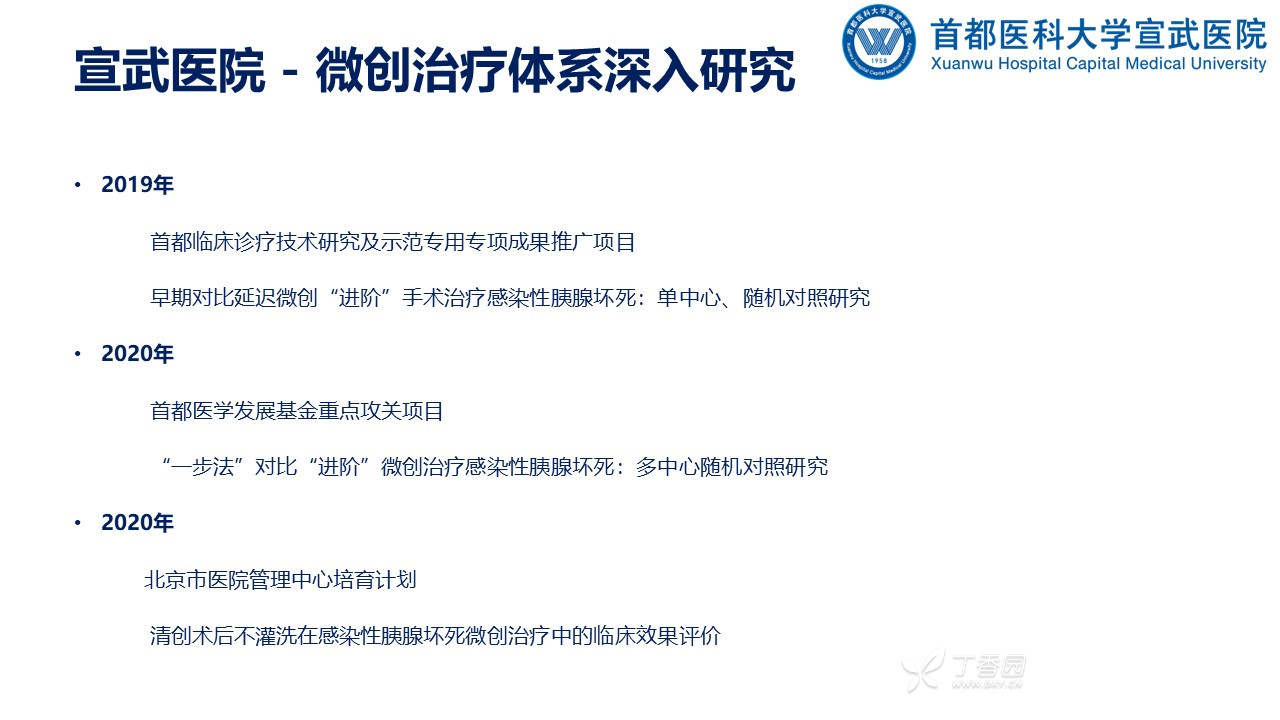 宣武医院 - 微创治疗体系深入研究
首都医科大学宣武医院
Xuanwu Hospital Capital Medical University
首都医科大学宣武医院
Xuanwu Hospital Capital Medical University
1958
• 2019年
首都临床诊疗技术研究及示范专用专项成果推广项目
早期对比延迟微创“进阶”手术治疗感染性胰腺坏死：单中心、随机对照研究
• 2020年
首都医学发展基金重点攻关项目
“一步法”对比“进阶”微创治疗感染性胰腺坏死：多中心随机对照研究
• 2020年
北京市医院管理中心培育计划
清创术后不灌洗在感染性胰腺坏死微创治疗中的临床效果评价
丁香园
WWW.DXY.CN